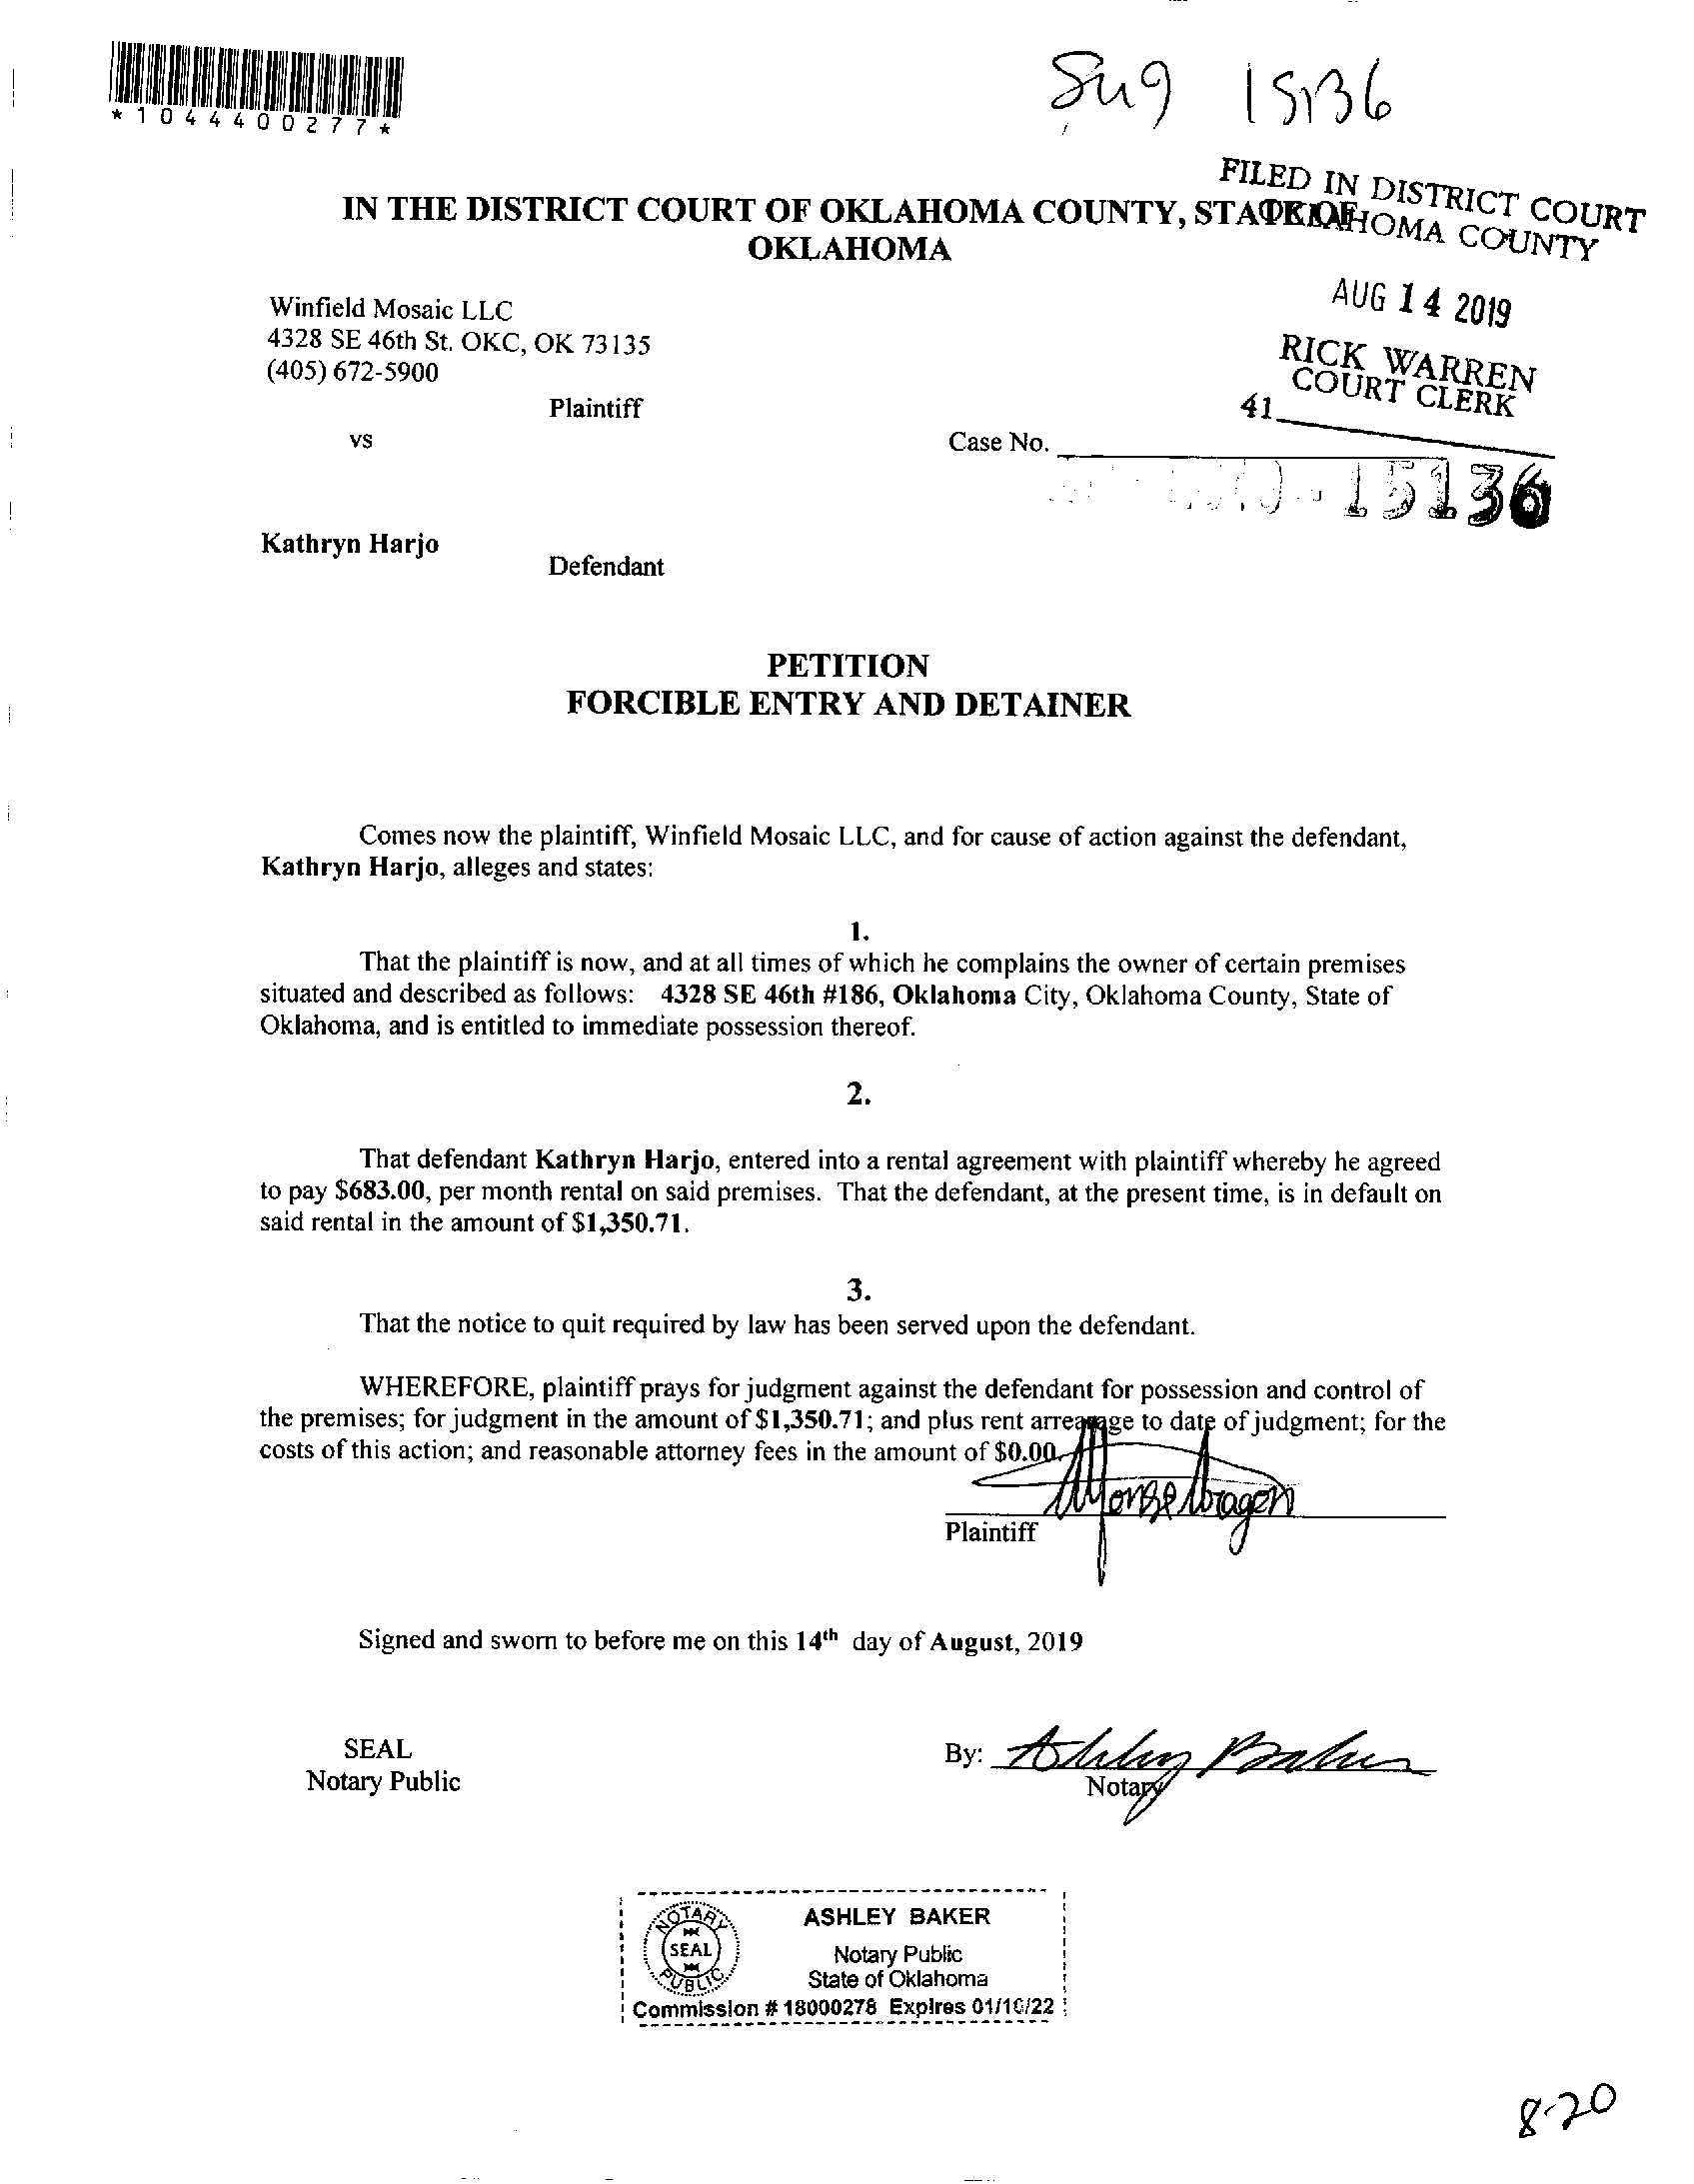 *1044400277*
15136
FILED IN DISTRICT COURT
OKLAHOMA COUNTY
IN THE DISTRICT COURT OF OKLAHOMA COUNTY, STATE OF
OKLAHOMA
AUG 14 2019
RICK WARREN
COURT CLERK
41
Winfield Mosaic LLC
4328 SE 46th St. OKC, OK 73135
(405) 672-5900
Plaintiff
vs
Case No.
-15136
Kathryn Harjo
Defendant
PETITION
FORCIBLE ENTRY AND DETAINER
Comes now the plaintiff, Winfield Mosaic LLC, and for cause of action against the defendant,
Kathryn Harjo, alleges and states:
1.
That the plaintiff is now, and at all times of which he complains the owner of certain premises
situated and described as follows: 4328 SE 46th #186, Oklahoma City, Oklahoma County, State of
Oklahoma, and is entitled to immediate possession thereof.
2.
That defendant Kathryn Harjo, entered into a rental agreement with plaintiff whereby he agreed
to pay $683.00, per month rental on said premises. That the defendant, at the present time, is in default on
said rental in the amount of $1,350.71.
3.
That the notice to quit required by law has been served upon the defendant.
WHEREFORE, plaintiff prays for judgment against the defendant for possession and control of
the premises; for judgment in the amount of $1,350.71; and plus rent arrearage to date of judgment; for the
costs of this action; and reasonable attorney fees in the amount of $0.00.
Plaintiff
Signed and sworn to before me on this 14th day of August, 2019
SEAL
Notary Public
By: Ashley Baker
Notary
NOTARY
SEAL
PUBLIC
ASHLEY BAKER
Notary Public
State of Oklahoma
Commission # 18000278 Expires 01/10/22
8-20